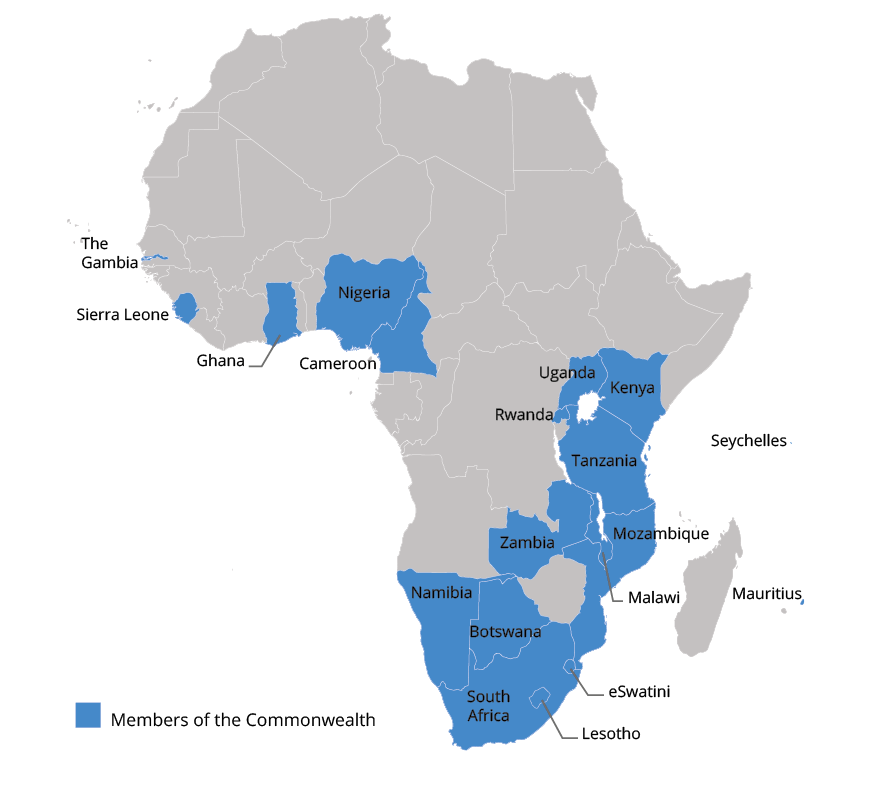 The
Gambia
Nigeria
Sierra Leone
Ghana
Cameroon
Uganda
Kenya
Rwanda
Seychelles
Tanzania
Mozambique
Zambia
Namibia
Malawi
Mauritius
Botswana
eSwatini
South
Africa
Members of the Commonwealth
Lesotho